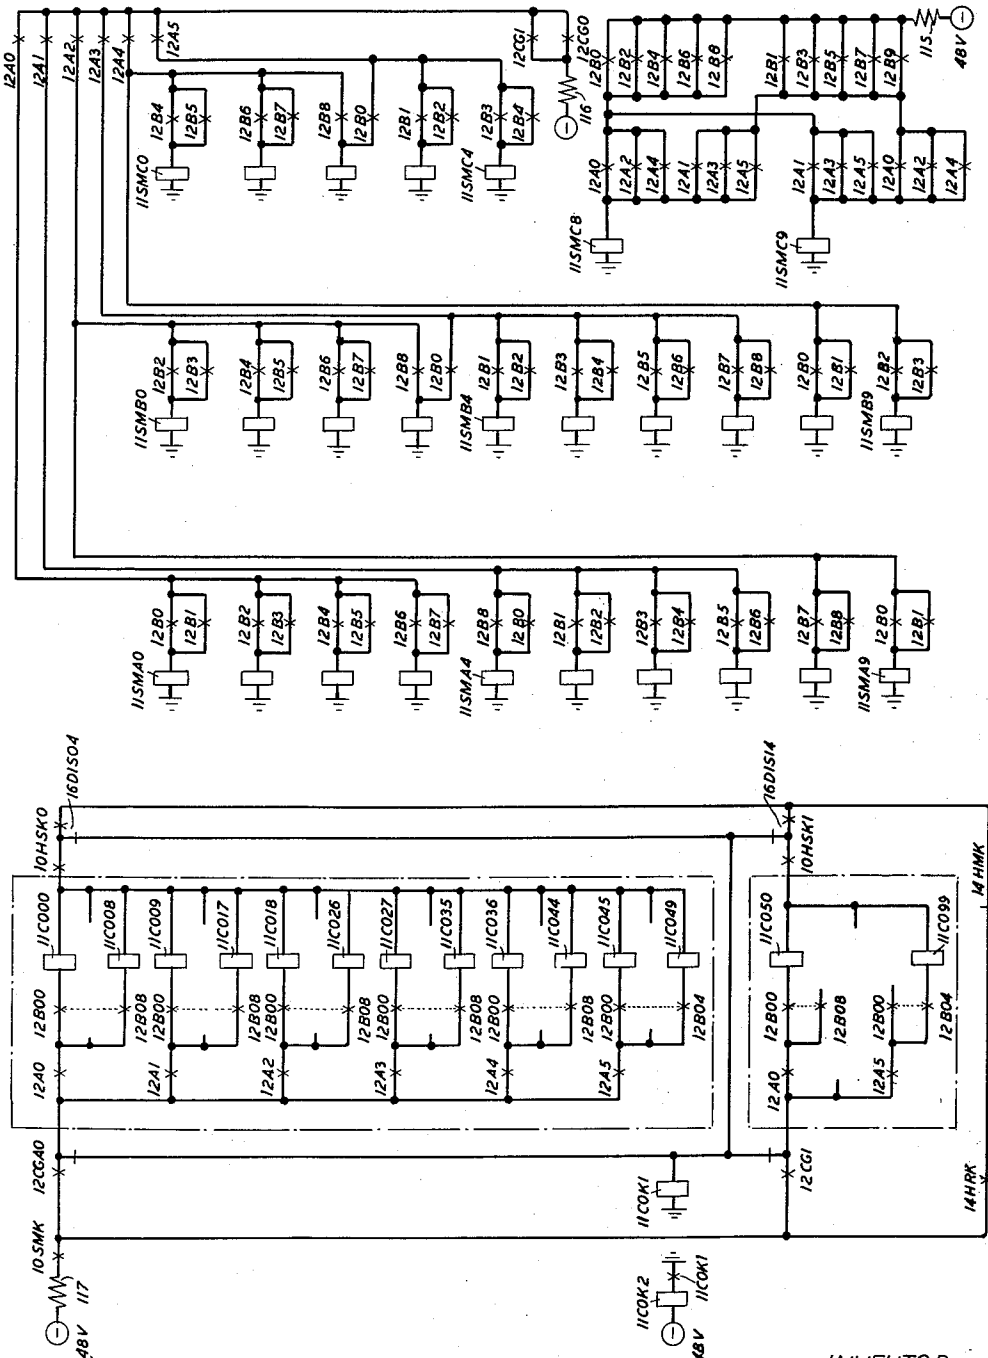 12A0
12A1
12A2
12A3
12A4
12A5
12CG1
12CG0
116
12B4
12B5
12B6
12B7
12B8
12B0
12B1
12B2
12B3
12B4
11SMC0
11SMC4
12B0
12B2
12B4
12B6
12B8
12B1
12B3
12B5
12B7
12B9
115
48V
12A0
12A2
12A4
12A1
12A3
12A5
12A1
12A3
12A5
12A0
12A2
12A4
11SMC8
11SMC9
12B2
12B3
12B4
12B5
12B6
12B7
12B8
12B0
12B1
12B2
12B3
12B4
12B5
12B6
12B7
12B8
12B0
12B1
12B2
12B3
11SMB0
11SMB4
11SMB9
12B0
12B1
12B2
12B3
12B4
12B5
12B6
12B7
12B8
12B0
12B1
12B2
12B3
12B4
12B5
12B6
12B7
12B8
12B0
12B1
11SMA0
11SMA4
11SMA9
16DIS04
16DIS14
10HSK0
10HSK1
14HMK
11C000
11C008
11C009
11C017
11C018
11C026
11C027
11C035
11C036
11C044
11C045
11C049
11C050
11C099
12B00
12B08
12B00
12B08
12B00
12B08
12B00
12B08
12B00
12B08
12B00
12B04
12B00
12B08
12B00
12B04
12A0
12A1
12A2
12A3
12A4
12A5
12A0
12A5
12CGA0
12CG1
11COK1
14HRK
10SMK
117
48V
11COK2
11COK1
48V